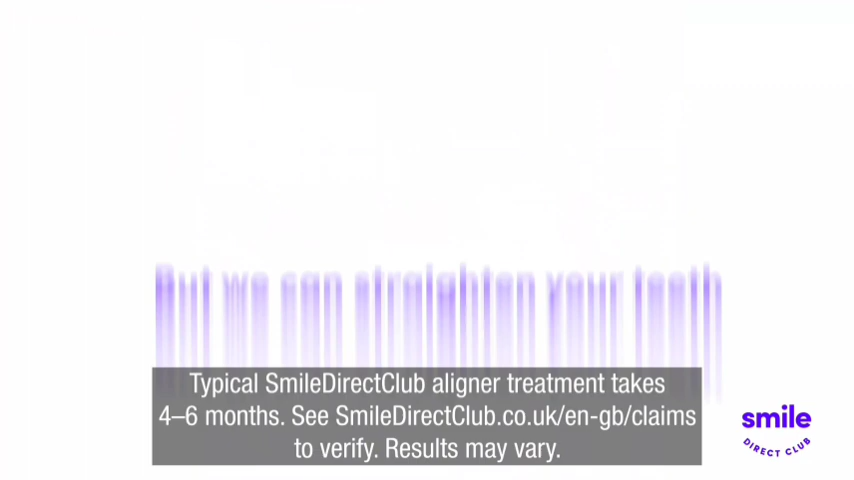 Typical SmileDirectClub aligner treatment takes
4–6 months. See SmileDirectClub.co.uk/en-gb/claims
to verify. Results may vary.
smile
DIRECT CLUB